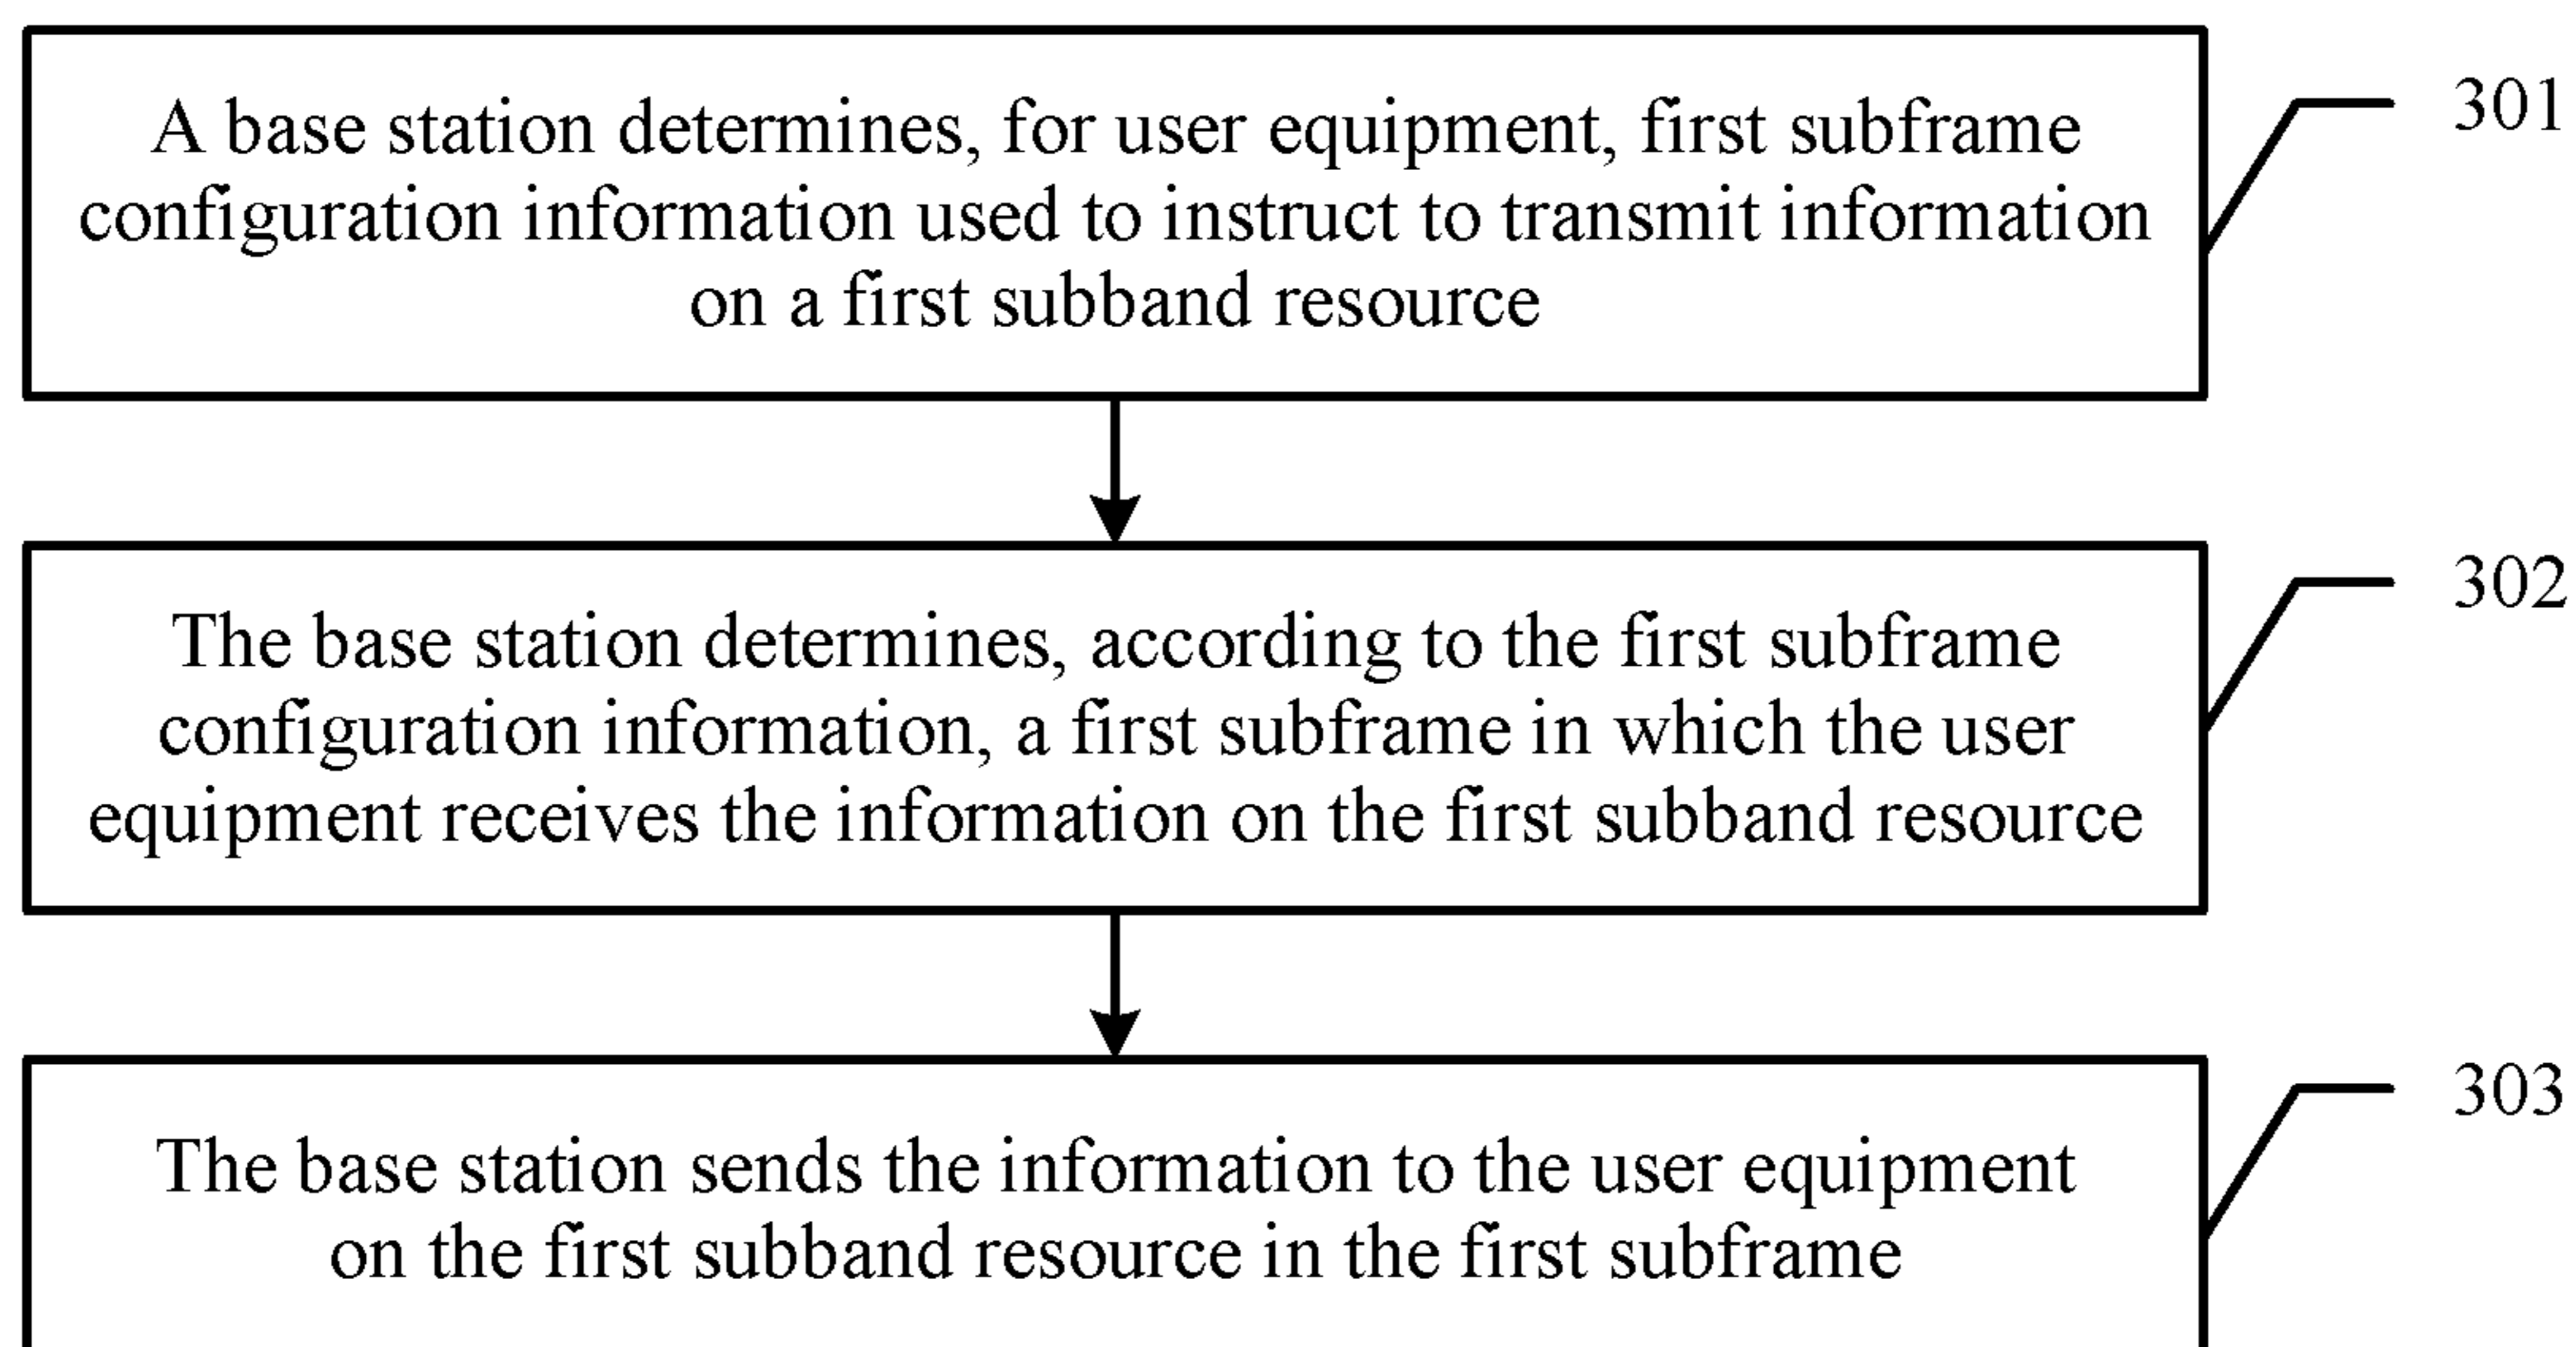 A base station determines, for user equipment, first subframe
configuration information used to instruct to transmit information
on a first subband resource
301
The base station determines, according to the first subframe
configuration information, a first subframe in which the user
equipment receives the information on the first subband resource
302
The base station sends the information to the user equipment
on the first subband resource in the first subframe
303